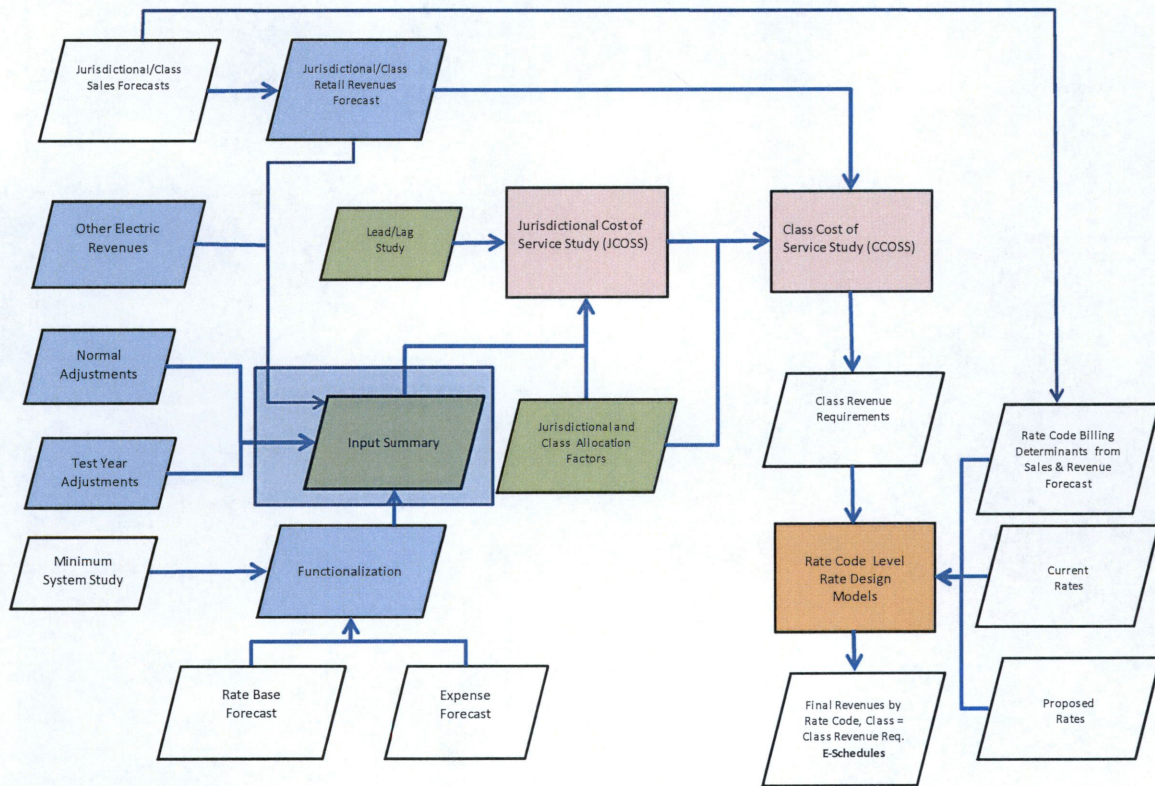 Jurisdictional/Class
Sales Forecasts
Jurisdictional/Class
Retail Revenues
Forecast
Other Electric
Revenues
Lead/Lag
Study
Jurisdictional Cost of
Service Study (JCOSS)
Class Cost of
Service Study (CCOSS)
Normal
Adjustments
Test Year
Adjustments
Input Summary
Jurisdictional and
Class Allocation
Factors
Class Revenue
Requirements
Rate Code Billing
Determinants from
Sales & Revenue
Forecast
Minimum
System Study
Functionalization
Rate Code Level
Rate Design
Models
Current
Rates
Rate Base
Forecast
Expense
Forecast
Final Revenues by
Rate Code, Class =
Class Revenue Req.
E-Schedules
Proposed
Rates